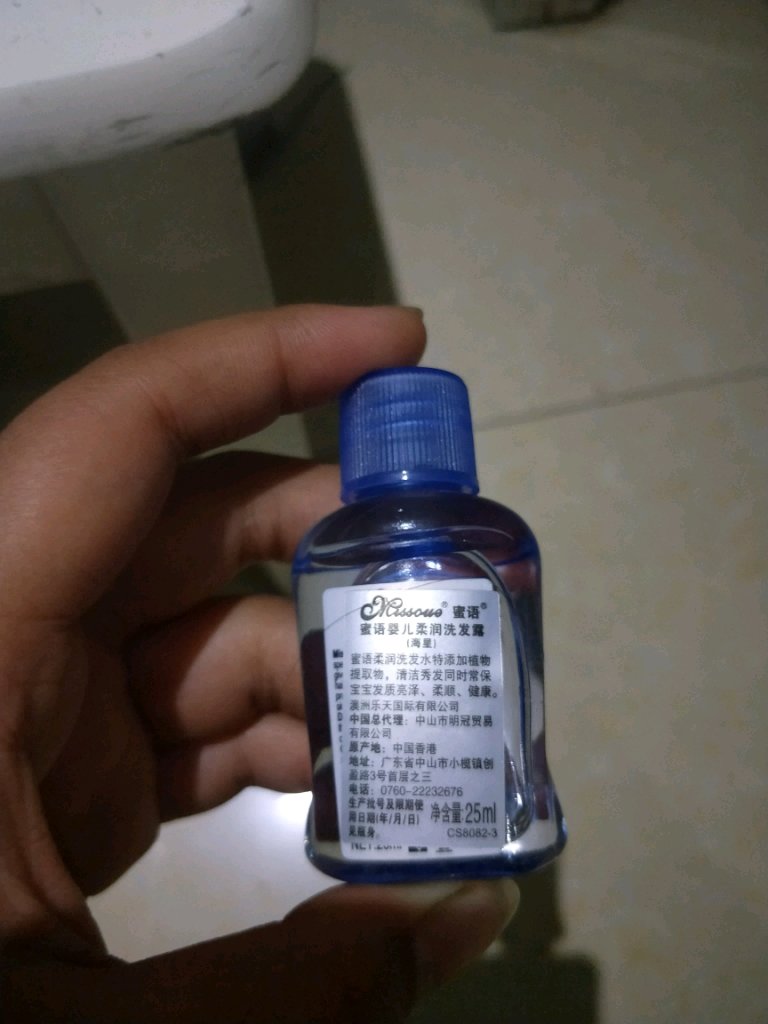 Missoue® 蜜语®
蜜语婴儿柔润洗发露
(海星)
蜜语柔润洗发水特添加植物
提取物，清洁秀发同时常保
宝宝发质亮泽、柔顺、健康。
澳洲乐天国际有限公司
中国总代理：中山市明冠贸易
有限公司
原产地：中国香港
地址：广东省中山市小榄镇创
盈路3号首层之三
电话：0760-22232676
生产批号及限期使
用日期(年/月/日)
见瓶身。
净含量:25ml
CS8082-3